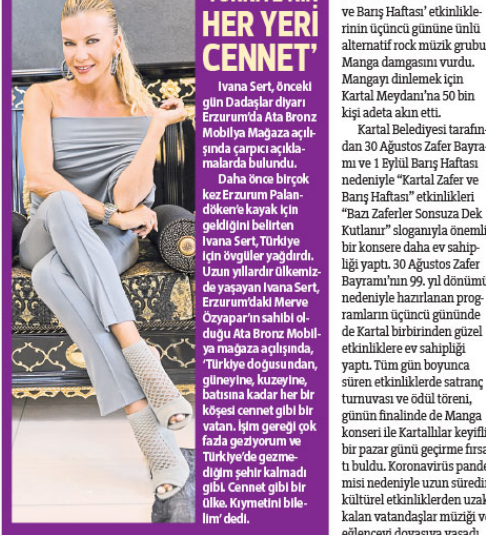 HER YERİ
CENNET’
Ivana Sert, önceki
gün Dadaşlar diyarı
Erzurum’da Ata Bronz
Mobilya Mağaza açılı-
şında çarpıcı açıkla-
malarda bulundu.
Daha önce birçok
kez Erzurum Palan-
döken’e kayak için
geldiğini belirten
Ivana Sert, Türkiye
için övgüler yağdırdı.
Uzun yıllardır ülkemiz-
de yaşayan Ivana Sert,
Erzurum’daki Merve
Özyapar’ın sahibi ol-
duğu Ata Bronz Mobil-
ya mağaza açılışında,
‘Türkiye doğusundan,
güneyine, kuzeyine,
batısına kadar her bir
köşesi cennet gibi bir
vatan. İşim gereği çok
fazla geziyorum ve
Türkiye’de gezme-
diğim şehir kalmadı
gibi. Cennet gibi bir
ülke. Kıymetini bile-
lim’ dedi.
ve Barış Haftası’ etkinlikle-
rinin üçüncü gününe ünlü
alternatif rock müzik grubu
Manga damgasını vurdu.
Mangayı dinlemek için
Kartal Meydanı’na 50 bin
kişi adeta akın etti.
Kartal Belediyesi tarafın-
dan 30 Ağustos Zafer Bayra-
mı ve 1 Eylül Barış Haftası
nedeniyle “Kartal Zafer ve
Barış Haftası” etkinlikleri
“Bazı Zaferler Sonsuza Dek
Kutlanır” sloganıyla önemli
bir konsere daha ev sahip-
liği yaptı. 30 Ağustos Zafer
Bayramı’nın 99. yıl dönümü
nedeniyle hazırlanan prog-
ramların üçüncü gününde
de Kartal birbirinden güzel
etkinliklere ev sahipliği
yaptı. Tüm gün boyunca
süren etkinliklerde satranç
turnuvası ve ödül töreni,
günün finalinde de Manga
konseri ile Kartallılar keyifli
bir pazar günü geçirme fırsa
tı buldu. Koronavirüs pande
misi nedeniyle uzun süredir
kültürel etkinliklerden uzak
kalan vatandaşlar müziği ve
eğlenceyi doyasıya yaşadı